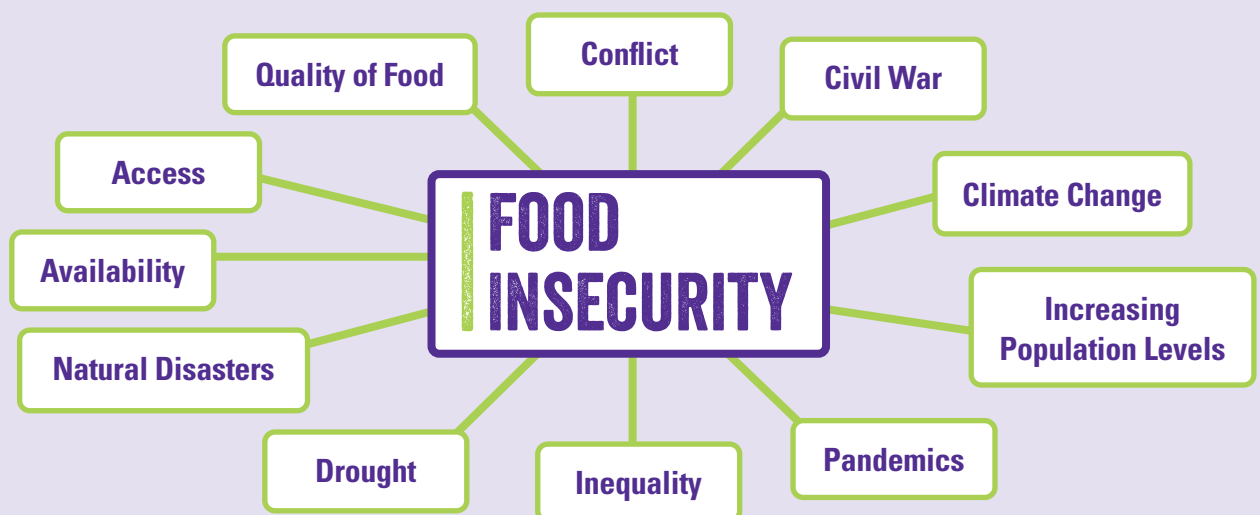 Conflict
Quality of Food
Civil War
Access
Climate Change
FOOD
INSECURITY
Availability
Increasing
Population Levels
Natural Disasters
Drought
Inequality
Pandemics